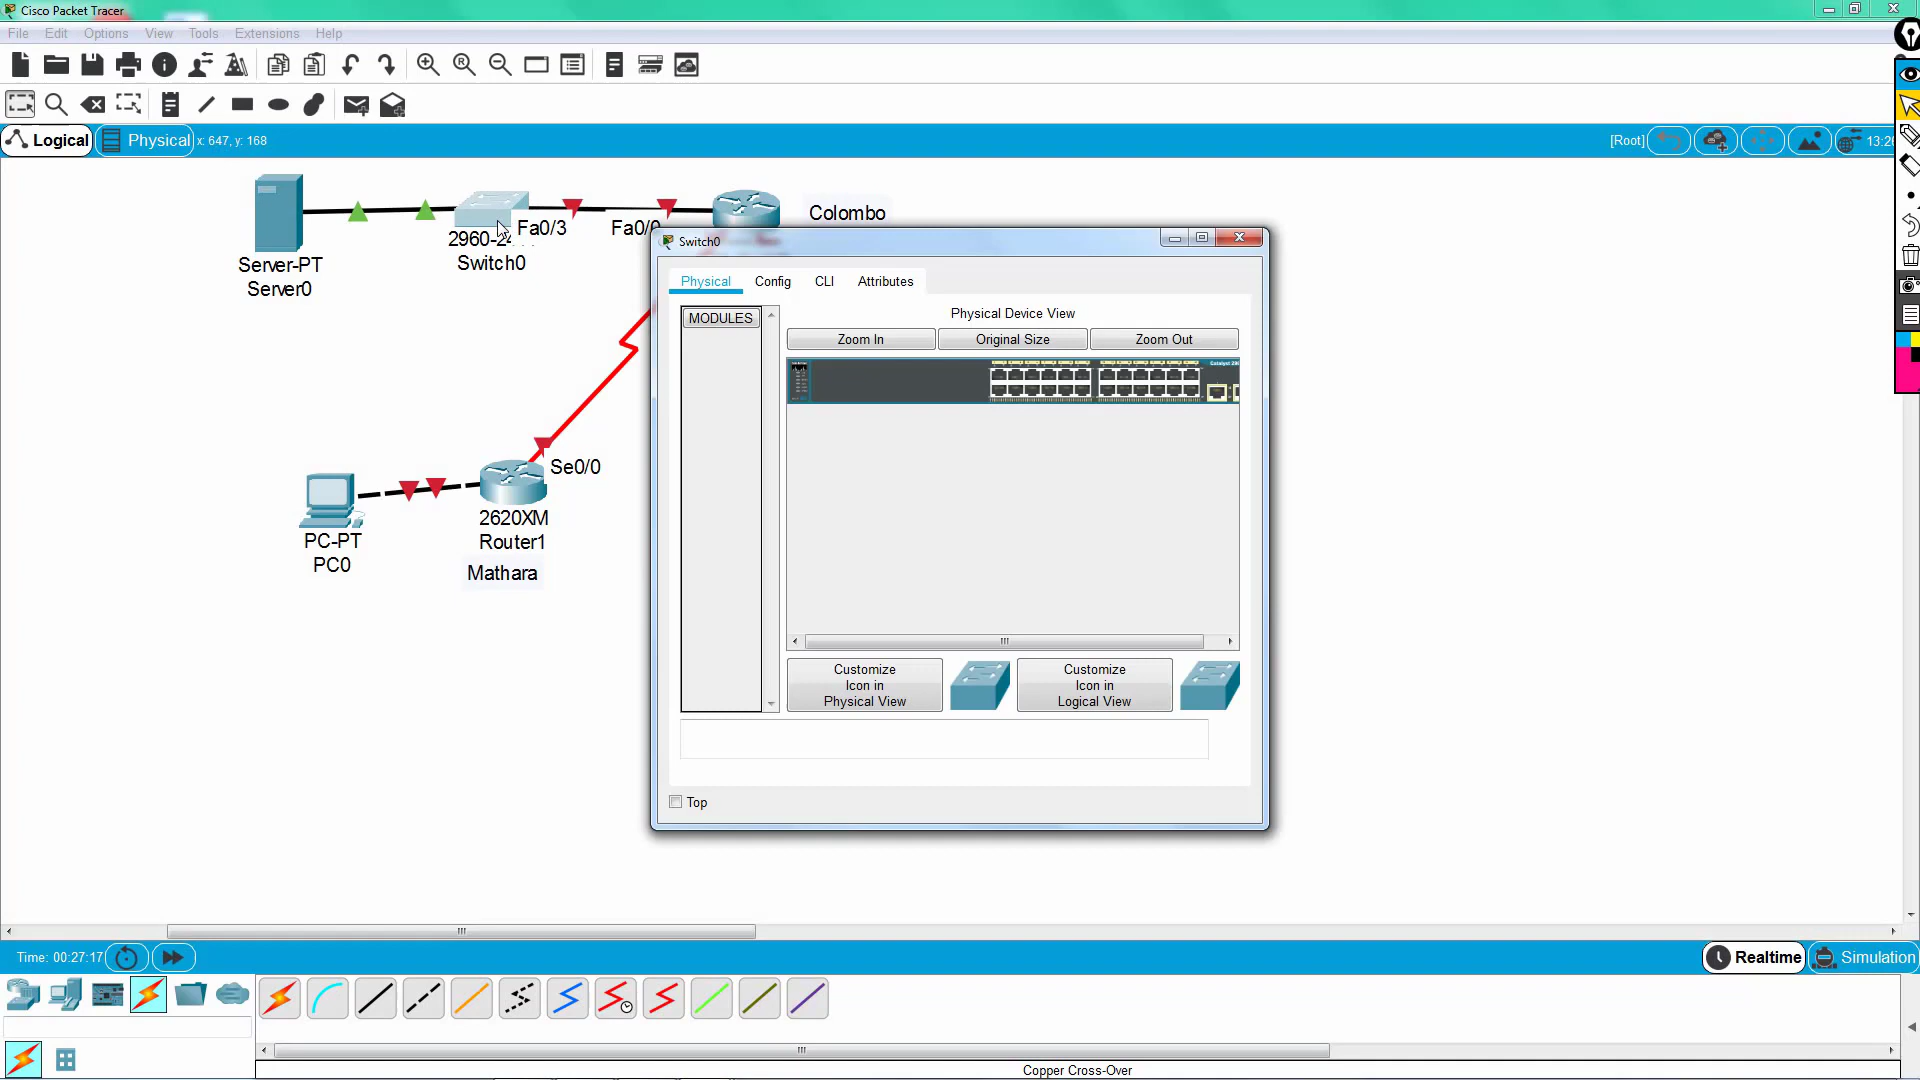 Cisco Packet Tracer
File Edit Options View Tools Extensions Help
Logical Physical x: 647, y: 168 [Root]
Colombo
Fa0/3 Fa0/0
Switch0
Server-PT
Server0
Switch0
Physical Config CLI Attributes
MODULES
Physical Device View
Zoom In Original Size Zoom Out
Se0/0
2620XM
Router1
Mathara
PC-PT
PC0
Customize
Icon in
Physical View
Customize
Icon in
Logical View
Top
Time: 00:27:17
Realtime Simulation
Copper Cross-Over